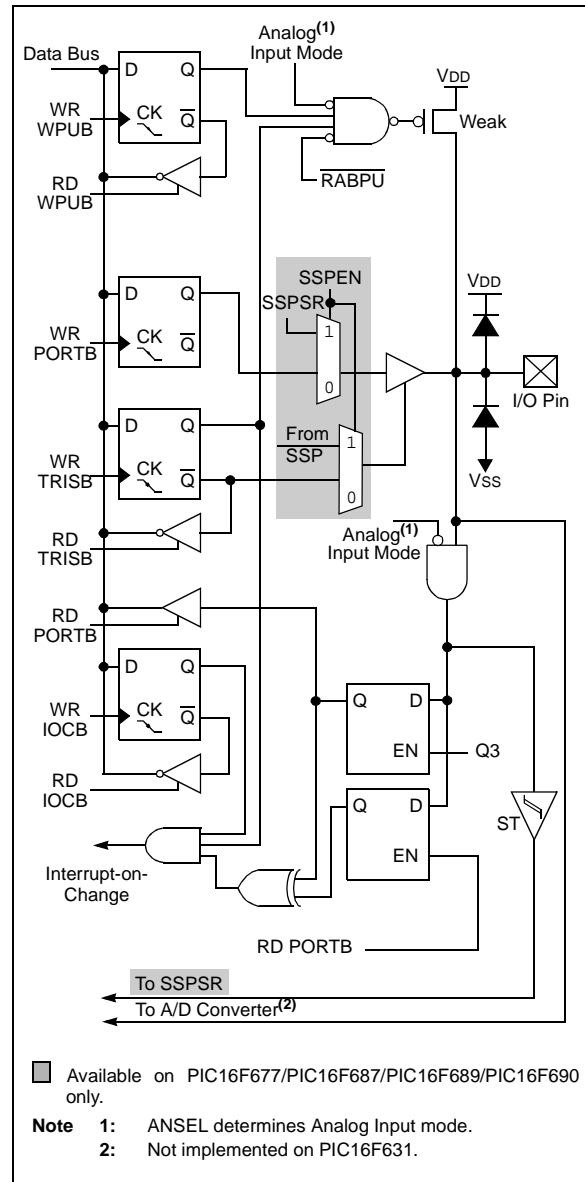 Analog(1)
Input Mode
Data Bus
D Q
VDD
WR
WPUB
CK
Q
Weak
RD
WPUB
RABPU
SSPEN
SSPSR
VDD
D Q
1
WR
PORTB
CK
Q
0
I/O Pin
D Q
From
SSP
1
WR
TRISB
CK
Q
0
VSS
Analog(1)
Input Mode
RD
TRISB
RD
PORTB
D Q
Q D
WR
IOCB
CK
Q
EN
Q3
RD
IOCB
Q D
ST
EN
Interrupt-on-
Change
RD PORTB
To SSPSR
To A/D Converter(2)
Available on PIC16F677/PIC16F687/PIC16F689/PIC16F690
only.
Note 1: ANSEL determines Analog Input mode.
2: Not implemented on PIC16F631.